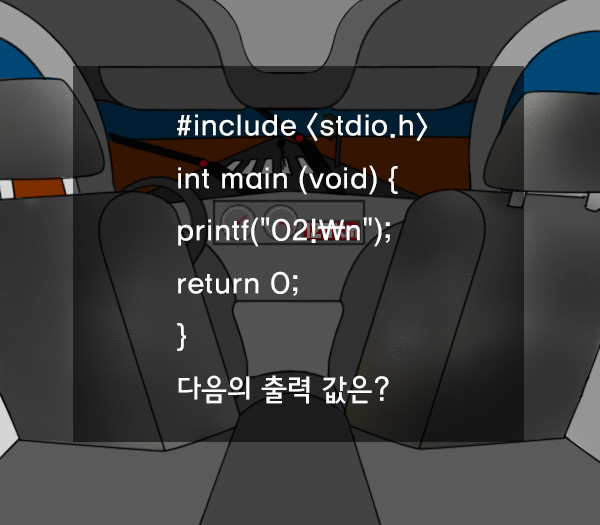 #include <stdio.h>
int main (void) {
printf("O2!₩n");
return 0;
}
다음의 출력 값은?